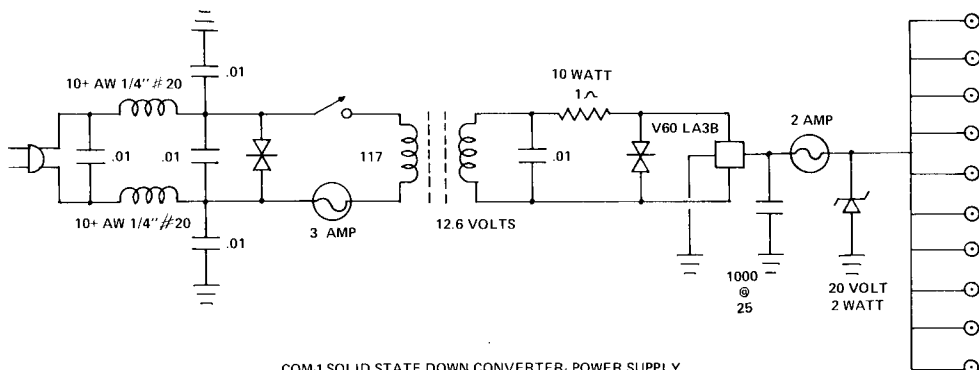 .01
10+ AW 1/4" #20
.01
.01
10+ AW 1/4" #20
.01
3 AMP
117
12.6 VOLTS
10 WATT
1 Ω
.01
V60 LA3B
2 AMP
1000
@
25
20 VOLT
2 WATT
COM-1 SOLID STATE DOWN CONVERTER, POWER SUPPLY